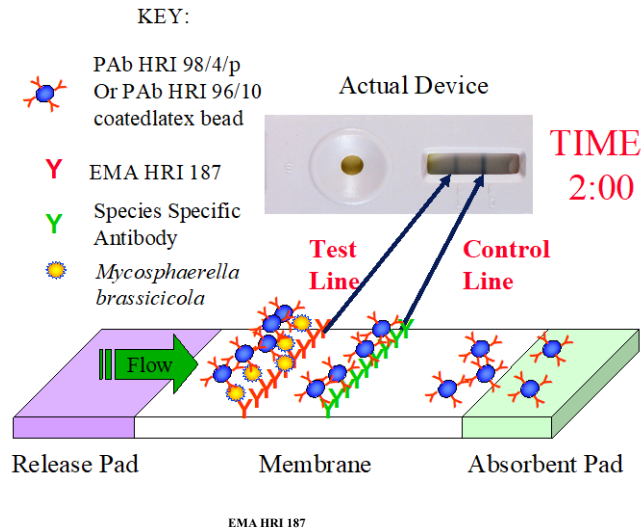 KEY:
PAb HRI 98/4/p
Or PAb HRI 96/10
coatedlatex bead
EMA HRI 187
Species Specific
Antibody
Mycosphaerella
brassicicola
Actual Device
TIME
2:00
Test
Line
Control
Line
Flow
Release Pad
Membrane
Absorbent Pad
EMA HRI 187